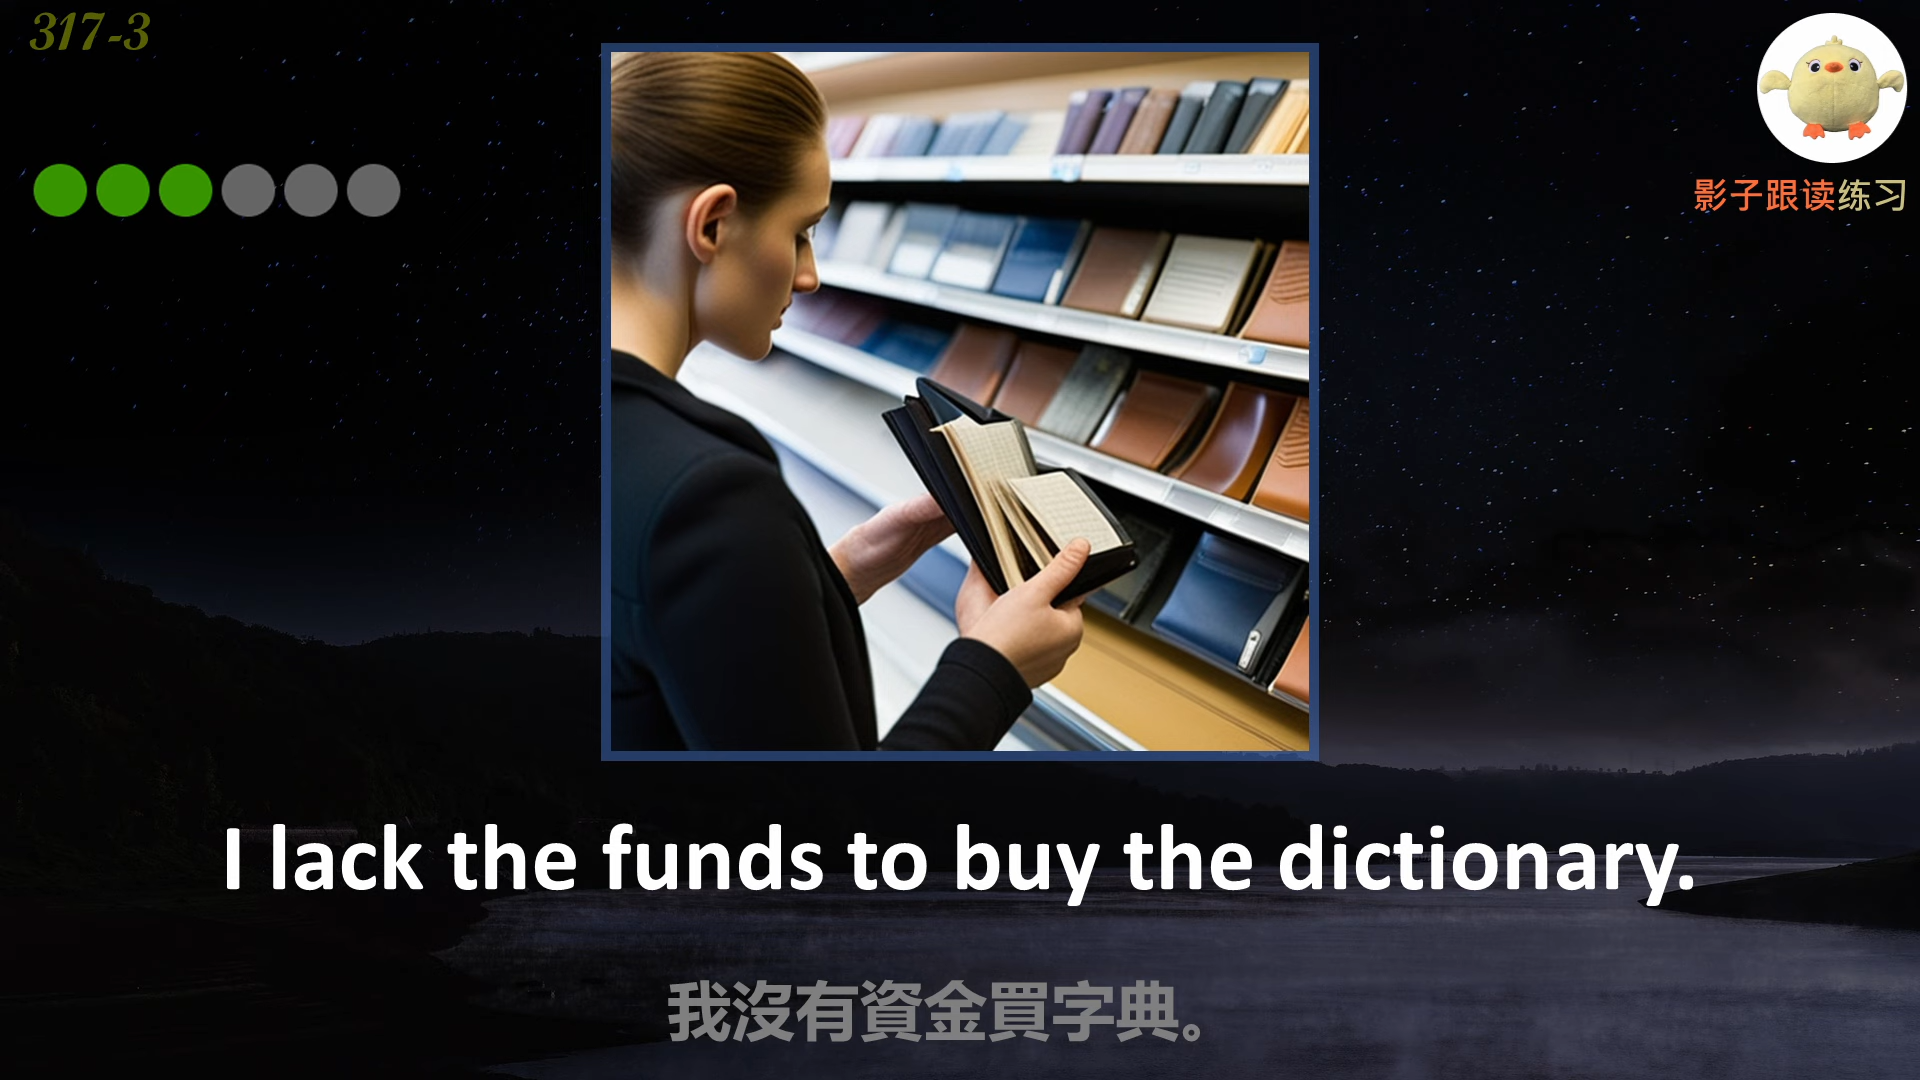 317-3
影子跟读练习
I lack the funds to buy the dictionary.
我沒有資金買字典。